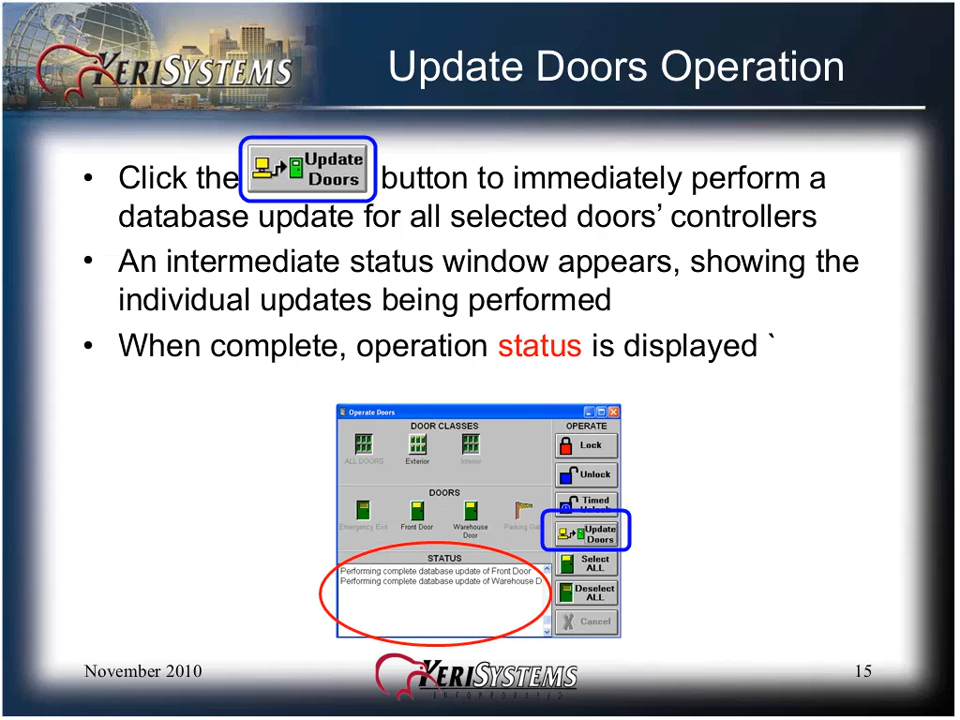 KERISYSTEMS
Update Doors Operation
• Click the Update Doors button to immediately perform a
database update for all selected doors’ controllers
• An intermediate status window appears, showing the
individual updates being performed
• When complete, operation status is displayed `
Operate Doors
DOOR CLASSES
OPERATE
ALL DOORS
Exterior
Interior
Lock
Unlock
DOORS
Timed
Unlock
Emergency Exit
Front Door
Warehouse
Door
Parking
Update
Doors
STATUS
Select
ALL
Performing complete database update of Front Door
Performing complete database update of Warehouse D
Deselect
ALL
Cancel
November 2010
KERISYSTEMS
INCORPORATED
15